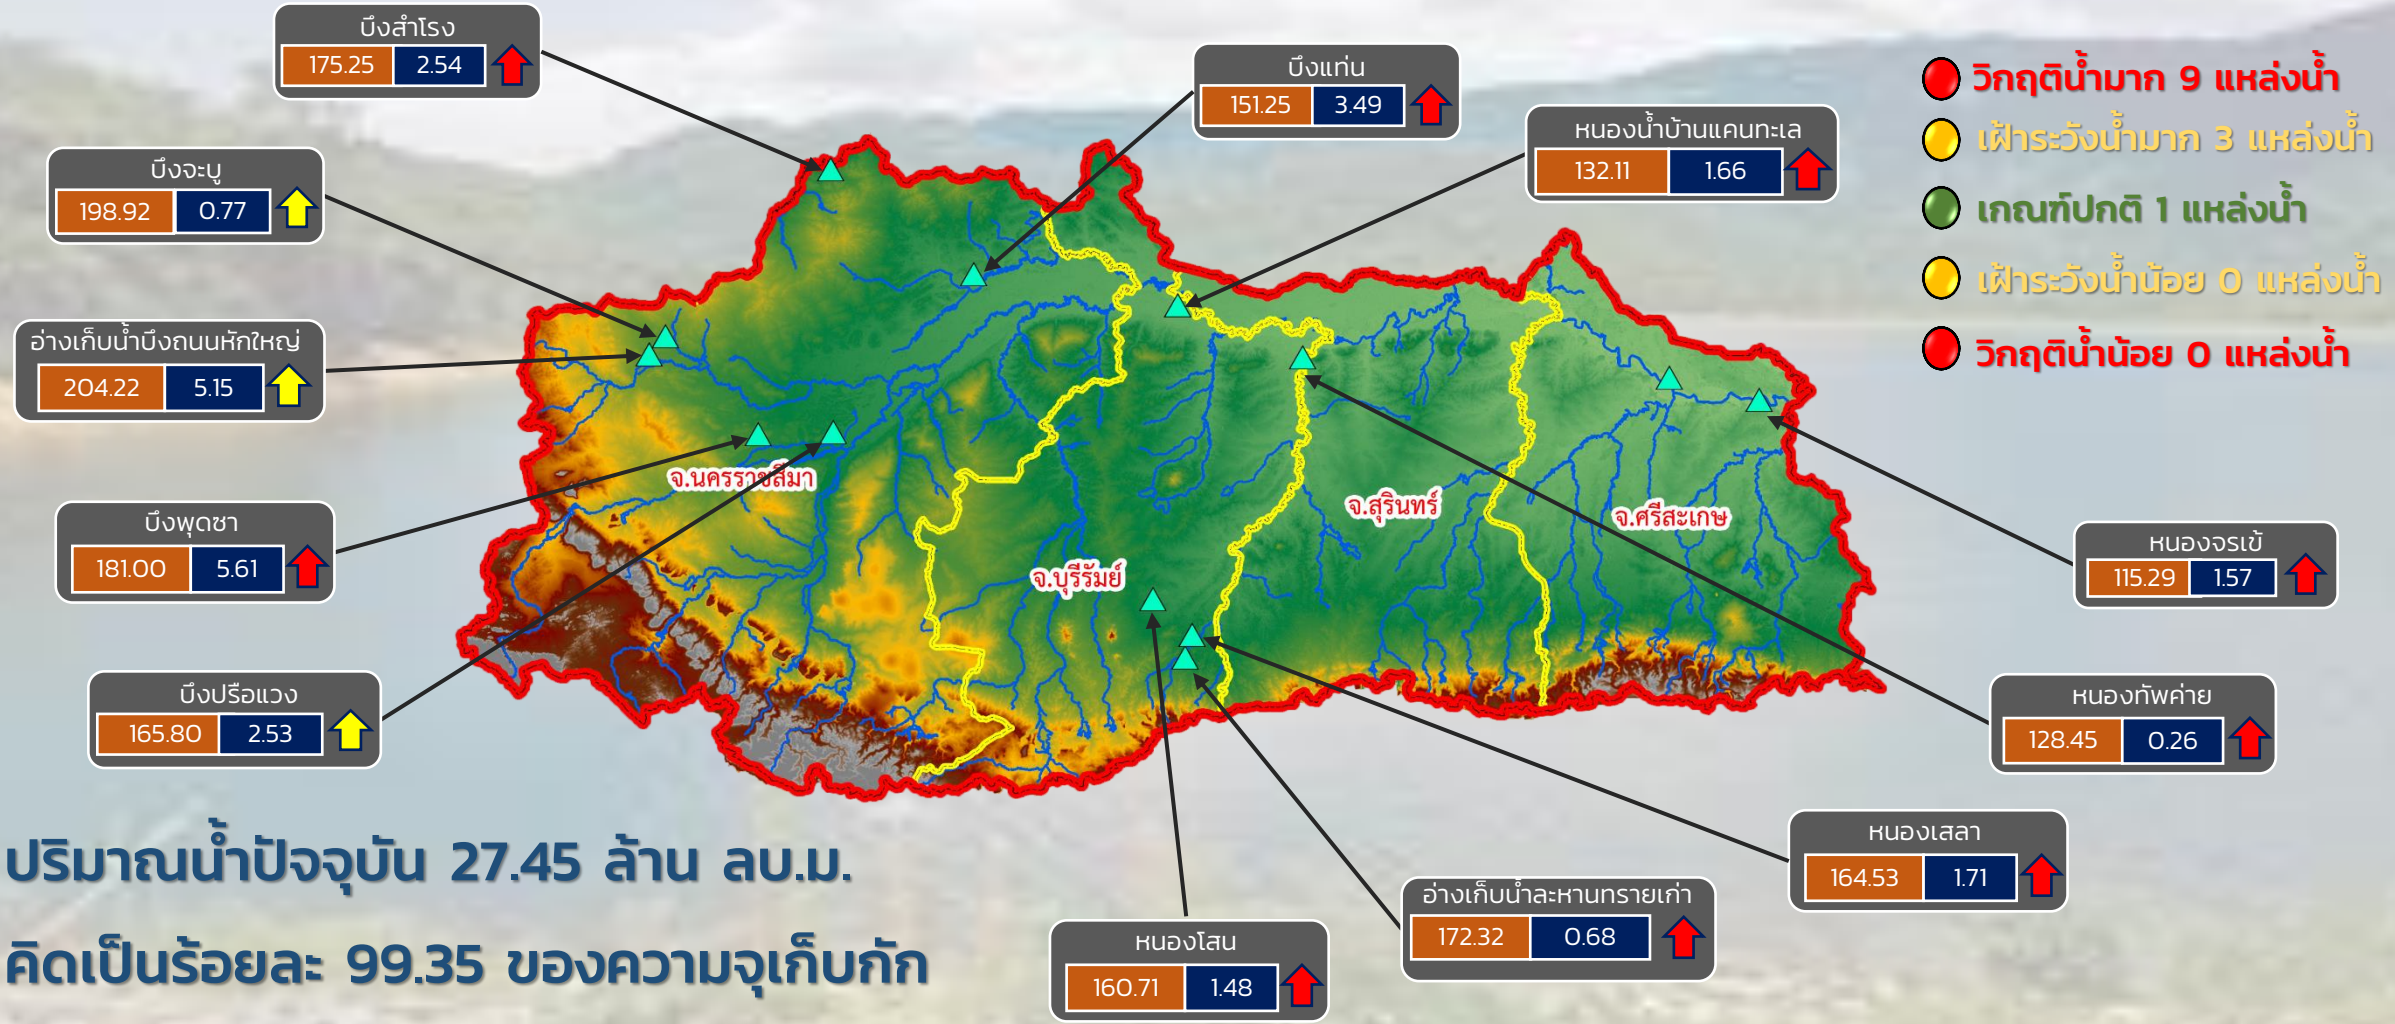 บึงสำโรง
175.25 2.54
บึงแท่น
151.25 3.49
หนองน้ำบ้านแคนทะเล
132.11 1.66
วิกฤติน้ำมาก 9 แหล่งน้ำ
เฝ้าระวังน้ำมาก 3 แหล่งน้ำ
เกณฑ์ปกติ 1 แหล่งน้ำ
เฝ้าระวังน้ำน้อย 0 แหล่งน้ำ
วิกฤติน้ำน้อย 0 แหล่งน้ำ
บึงจะบู
198.92 0.77
อ่างเก็บน้ำบึงถนนหักใหญ่
204.22 5.15
บึงพุดซา
181.00 5.61
บึงปรือแวง
165.80 2.53
จ.นครราชสีมา
จ.บุรีรัมย์
จ.สุรินทร์
จ.ศรีสะเกษ
หนองจรเข้
115.29 1.57
หนองทัพค่าย
128.45 0.26
หนองเสลา
164.53 1.71
อ่างเก็บน้ำละหานทรายเก่า
172.32 0.68
หนองโสน
160.71 1.48
ปริมาณน้ำปัจจุบัน 27.45 ล้าน ลบ.ม.
คิดเป็นร้อยละ 99.35 ของความจุเก็บกัก